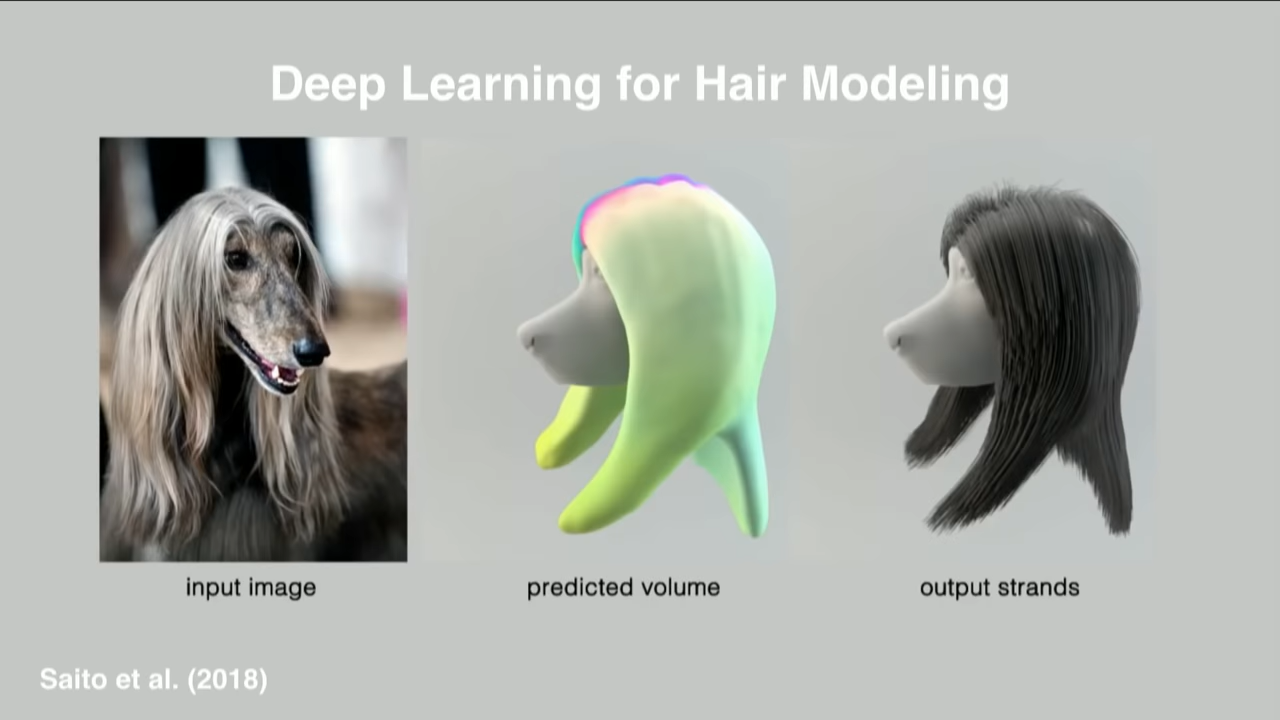 Deep Learning for Hair Modeling
input image
predicted volume
output strands
Saito et al. (2018)